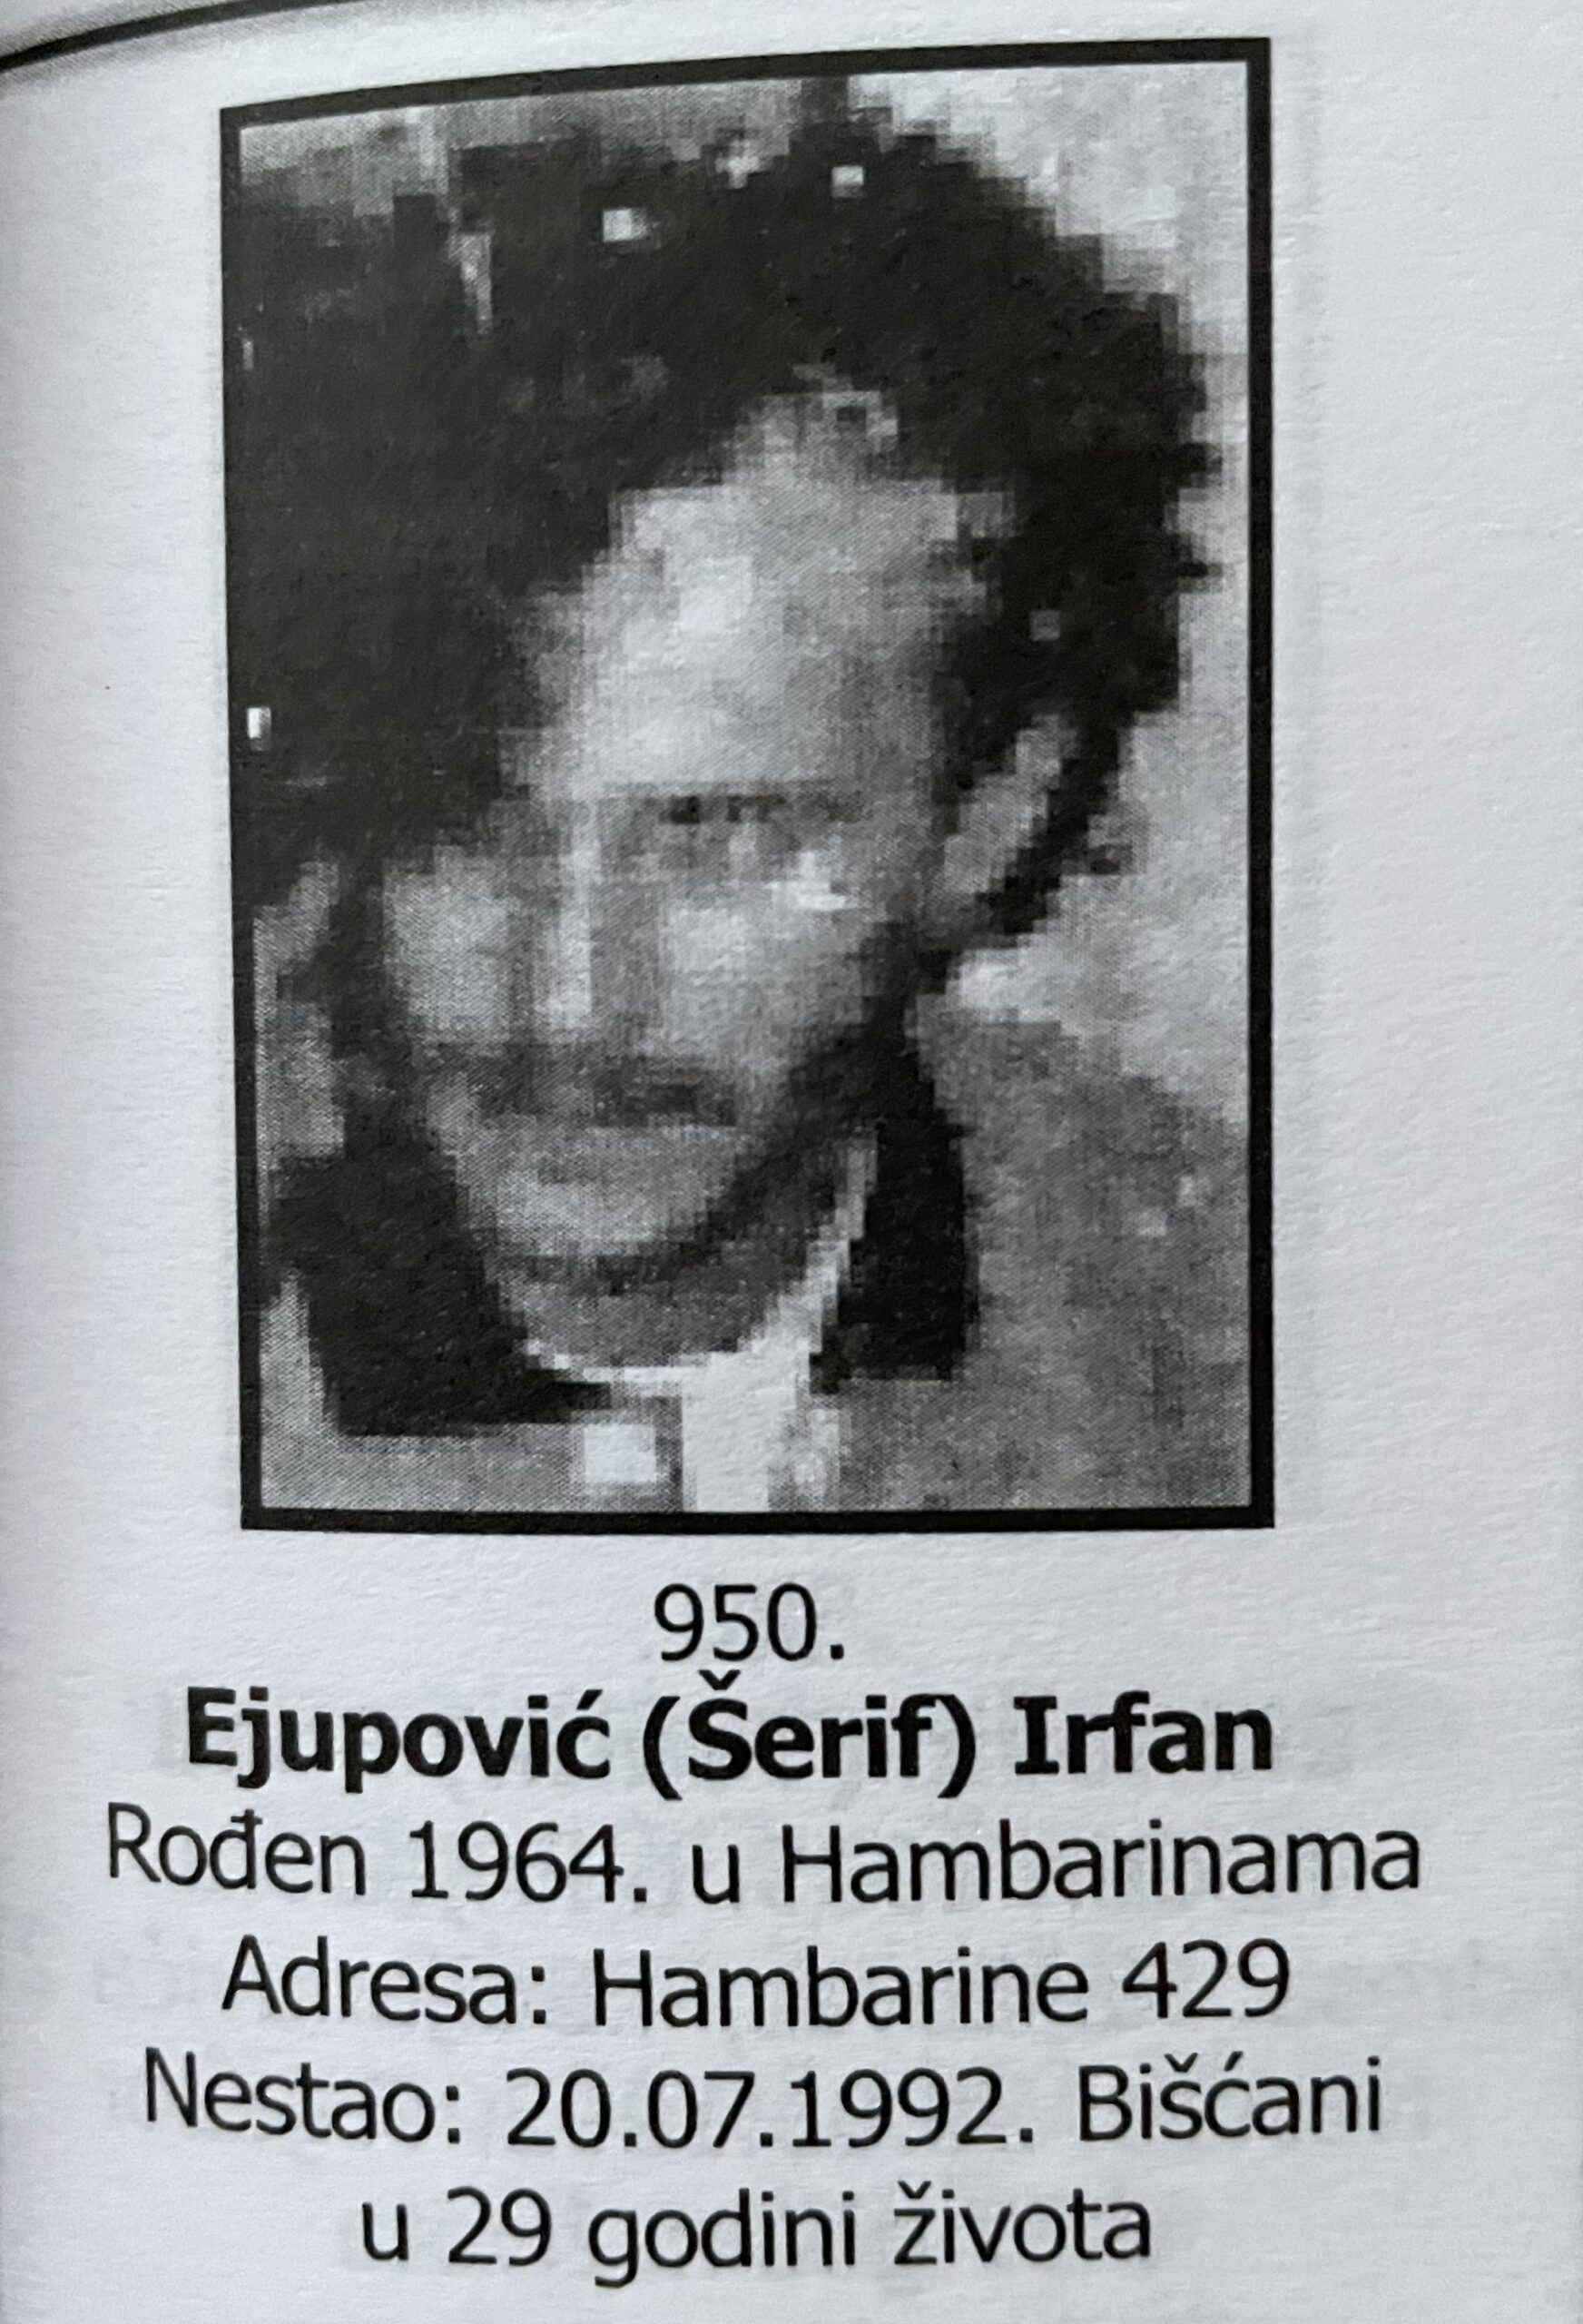 950.
Ejupović (Šerif) Irfan
Rođen 1964. u Hambarinama
Adresa: Hambarine 429
Nestao: 20.07.1992. Bišćani
u 29 godini života